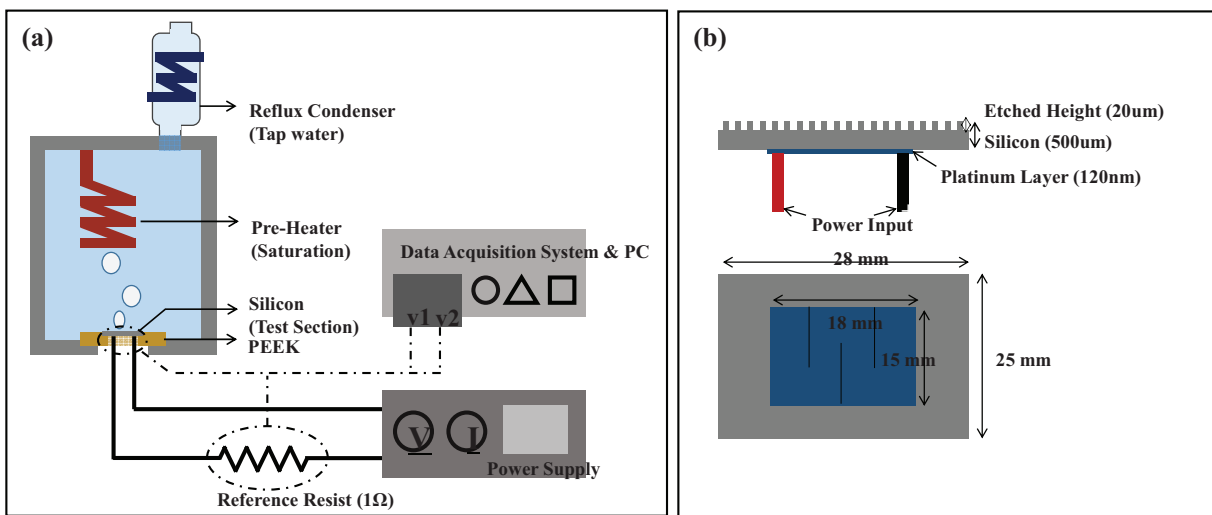 (a)
Reflux Condenser
(Tap water)
Pre-Heater
(Saturation)
Data Acquisition System & PC
v1 v2
Silicon
(Test Section)
PEEK
V I
Power Supply
Reference Resist (1Ω)
(b)
Etched Height (20um)
Silicon (500um)
Platinum Layer (120nm)
Power Input
28 mm
18 mm
15 mm
25 mm